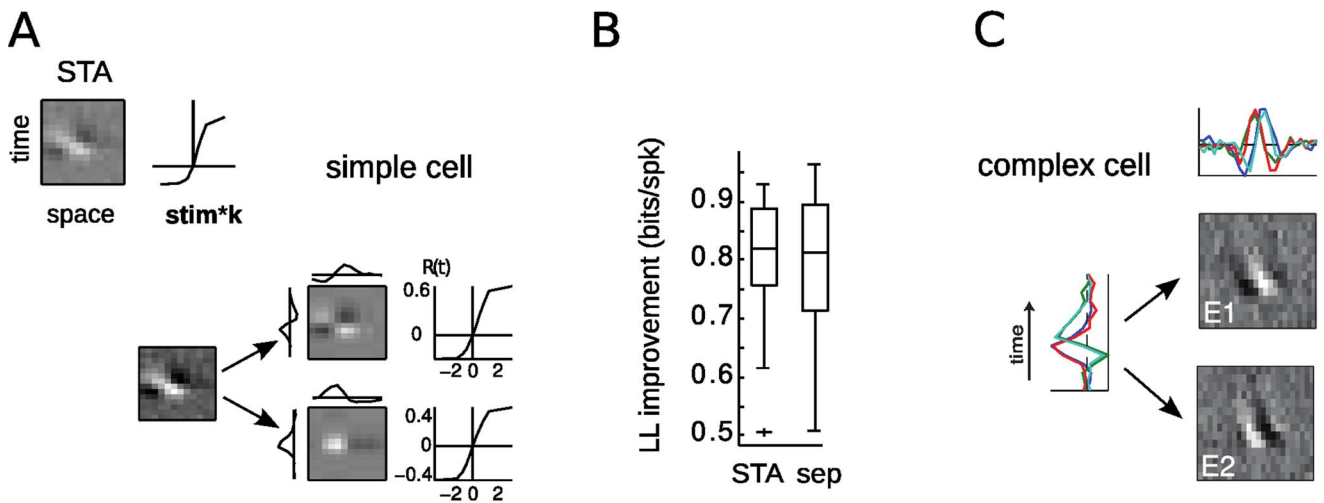 A
STA
time
space
stim*k
simple cell
R(t)
0.6
0
−2 0 2
0.4
0
−0.4
−2 0 2
B
LL improvement (bits/spk)
0.9
0.8
0.7
0.6
0.5
STA sep
C
complex cell
time
E1
E2